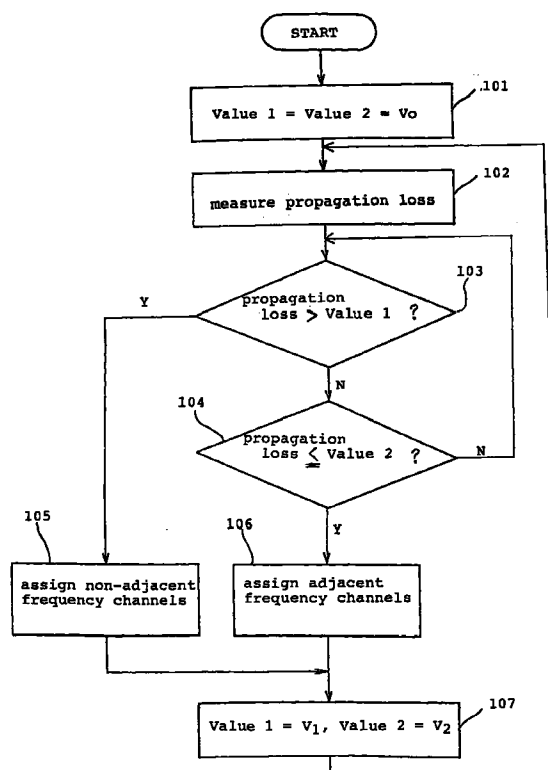 START
101
Value 1 = Value 2 = Vo
102
measure propagation loss
103
Y
propagation
loss > Value 1 ?
N
104
propagation
loss ≦ Value 2 ?
N
Y
105
106
assign non-adjacent
frequency channels
assign adjacent
frequency channels
107
Value 1 = V1, Value 2 = V2